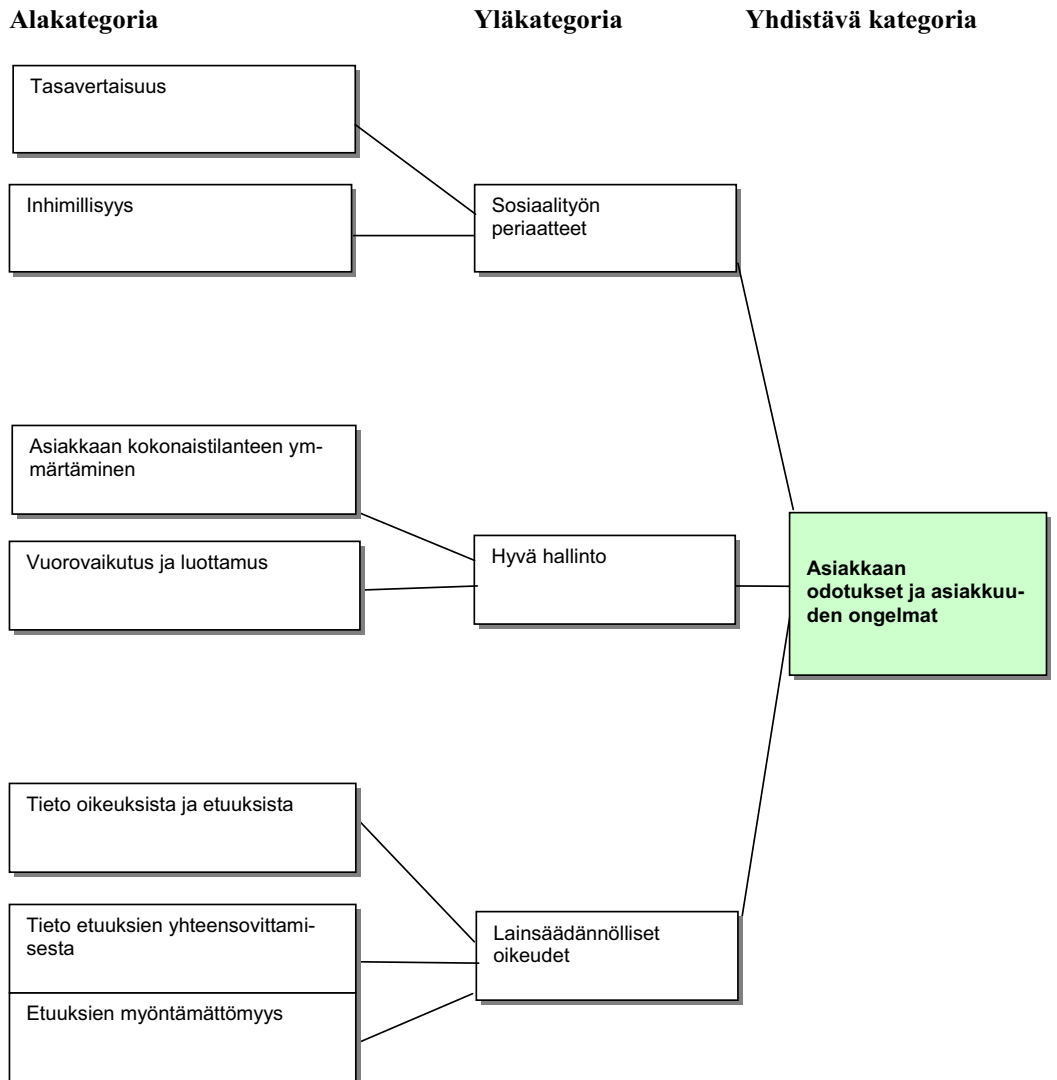 Alakategoria Yläkategoria Yhdistävä kategoria
Tasavertaisuus
Inhimillisyys
Sosiaalityön
periaatteet
Asiakkaan kokonaistilanteen ym-
märtäminen
Vuorovaikutus ja luottamus
Hyvä hallinto
Asiakkaan
odotukset ja asiakkuu-
den ongelmat
Tieto oikeuksista ja etuuksista
Tieto etuuksien yhteensovittami-
sesta
Lainsäädännölliset
oikeudet
Etuuksien myöntämättömyys